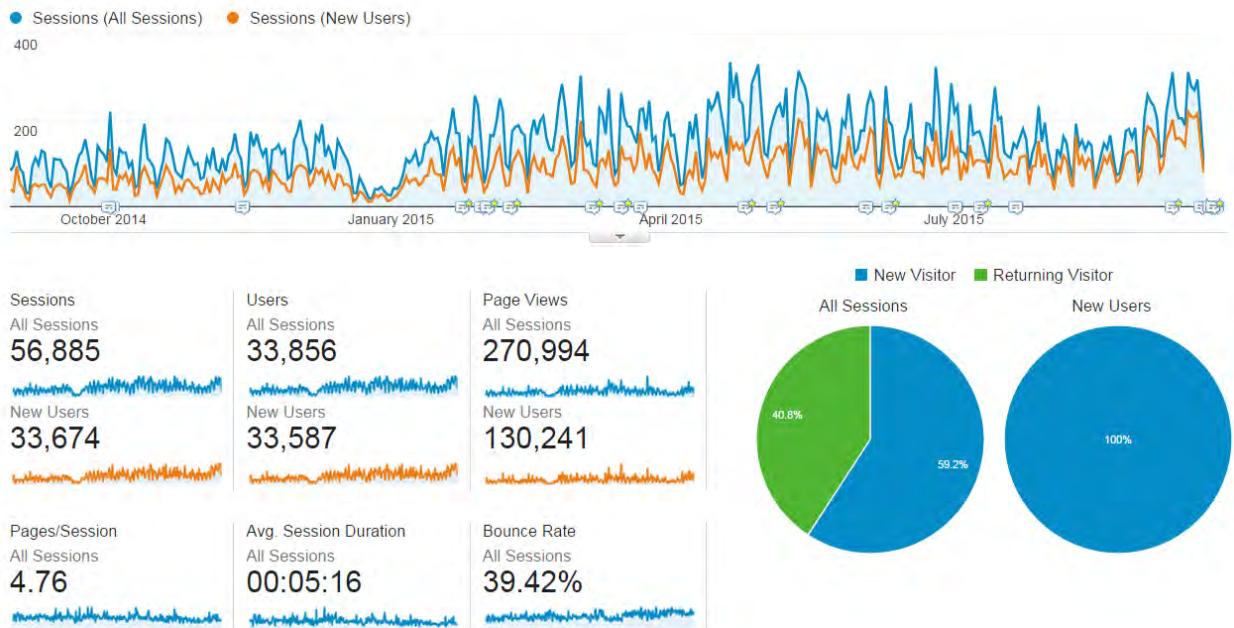 Sessions (All Sessions) Sessions (New Users)
400
200
October 2014 January 2015 April 2015 July 2015
New Visitor Returning Visitor
All Sessions New Users
40.8%
59.2%
100%
Sessions Users Page Views
All Sessions All Sessions All Sessions
56,885 33,856 270,994
New Users New Users New Users
33,674 33,587 130,241
Pages/Session Avg. Session Duration Bounce Rate
All Sessions All Sessions All Sessions
4.76 00:05:16 39.42%